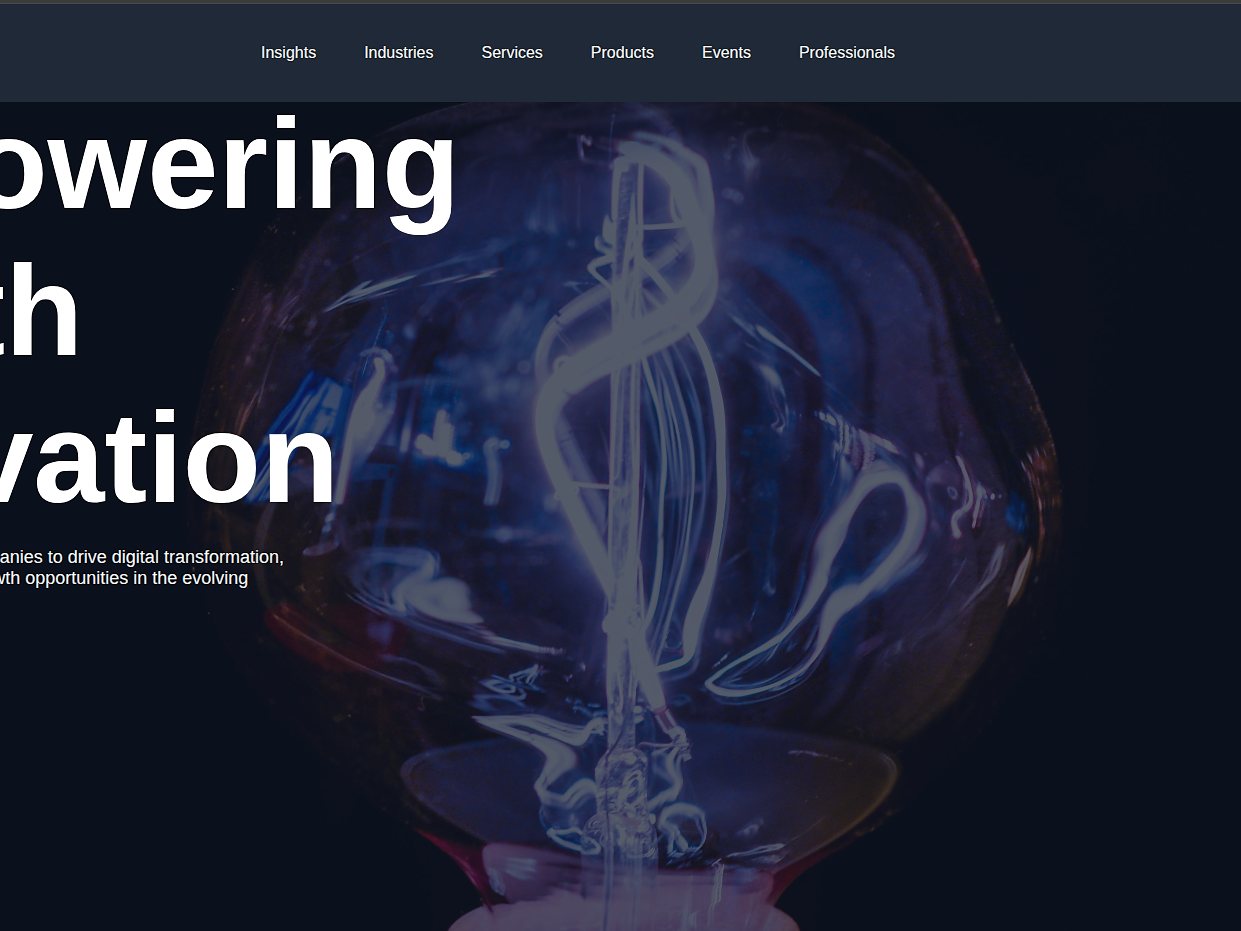 Insights Industries Services Products Events Professionals
owering
th
vation
anies to drive digital transformation,
wth opportunities in the evolving